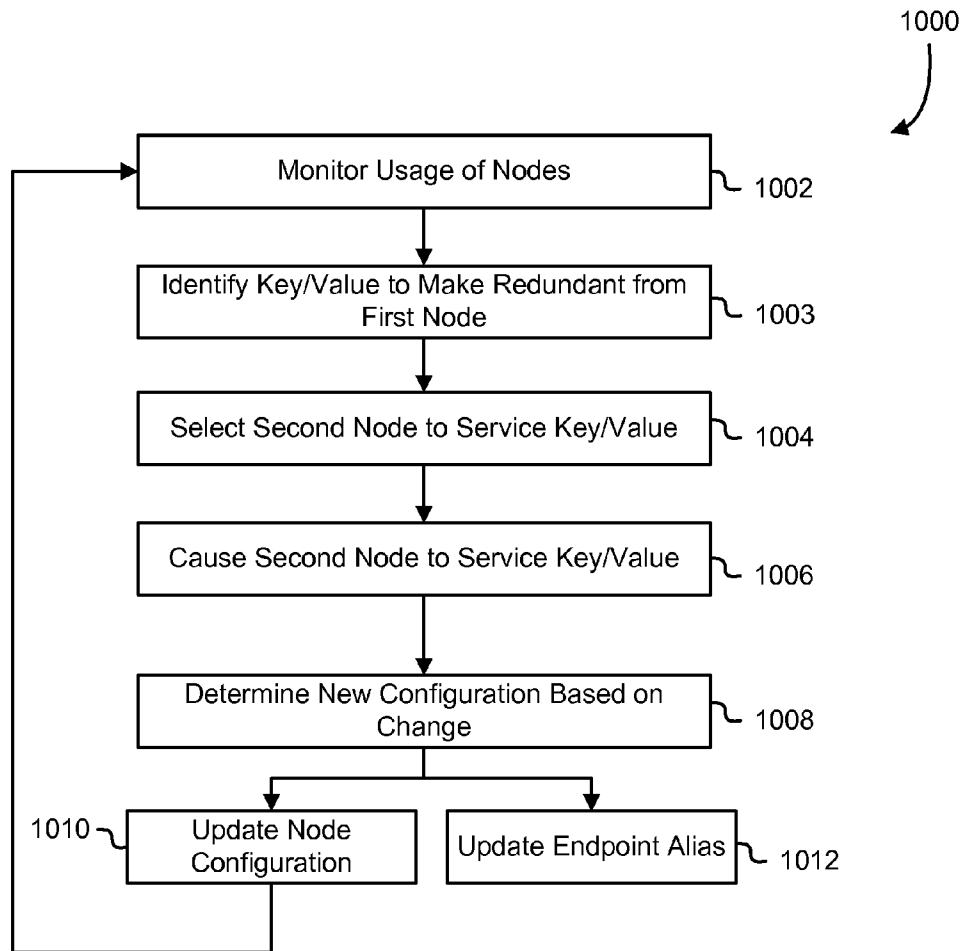 1000
Monitor Usage of Nodes
1002
Identify Key/Value to Make Redundant from
First Node
1003
Select Second Node to Service Key/Value
1004
Cause Second Node to Service Key/Value
1006
Determine New Configuration Based on
Change
1008
1010
Update Node
Configuration
Update Endpoint Alias
1012